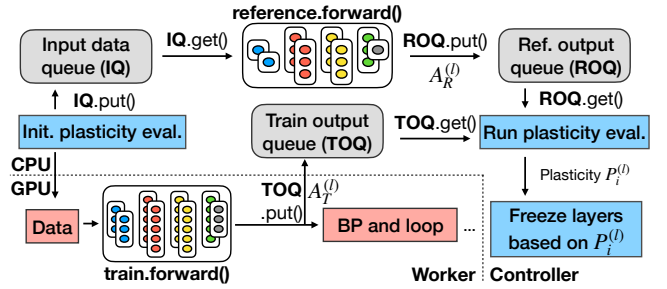 reference.forward()
Input data
queue (IQ)
IQ.get()
ROQ.put()
A_R^(l)
Ref. output
queue (ROQ)
IQ.put()
ROQ.get()
Init. plasticity eval.
Train output
queue (TOQ)
TOQ.get()
Run plasticity eval.
CPU
GPU
Plasticity P_i^(l)
Data
TOQ
.put()
A_T^(l)
BP and loop
...
Freeze layers
based on P_i^(l)
train.forward()
Worker
Controller